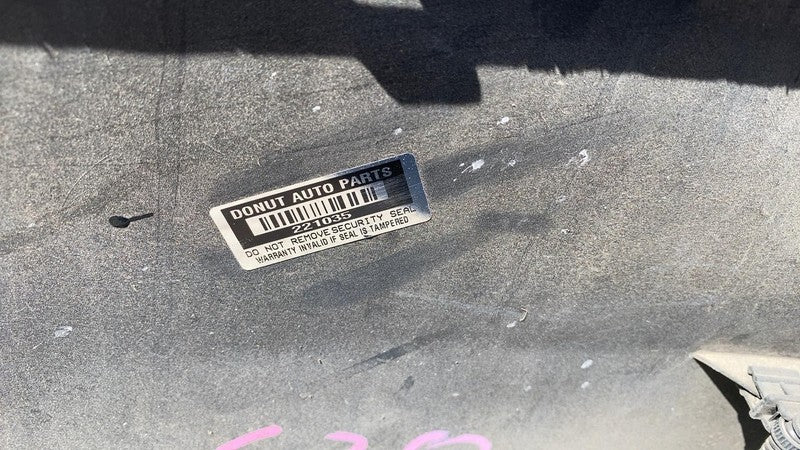 DONUT AUTO PARTS
221035
DO NOT REMOVE SECURITY SEAL
WARRANTY INVALID IF SEAL IS TAMPERED